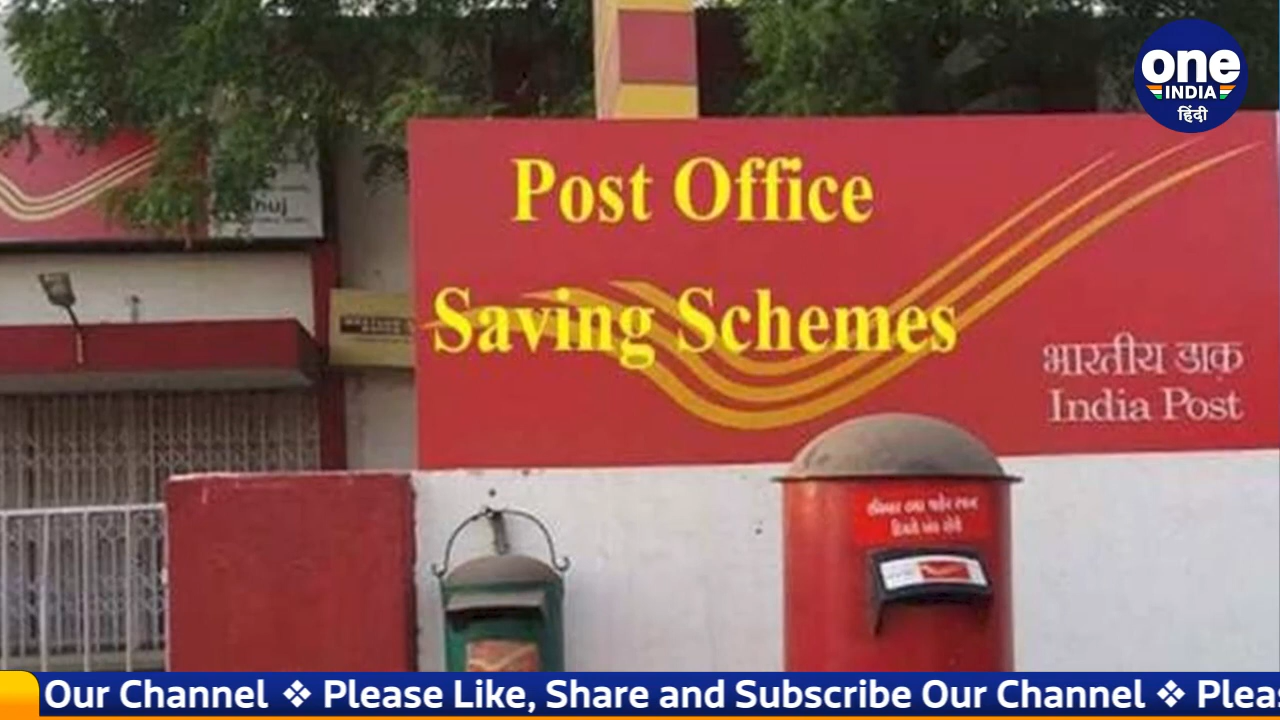 one
INDIA
हिंदी
Post Office
Saving Schemes
भारतीय डाक
India Post
Our Channel ❖ Please Like, Share and Subscribe Our Channel ❖ Pleas